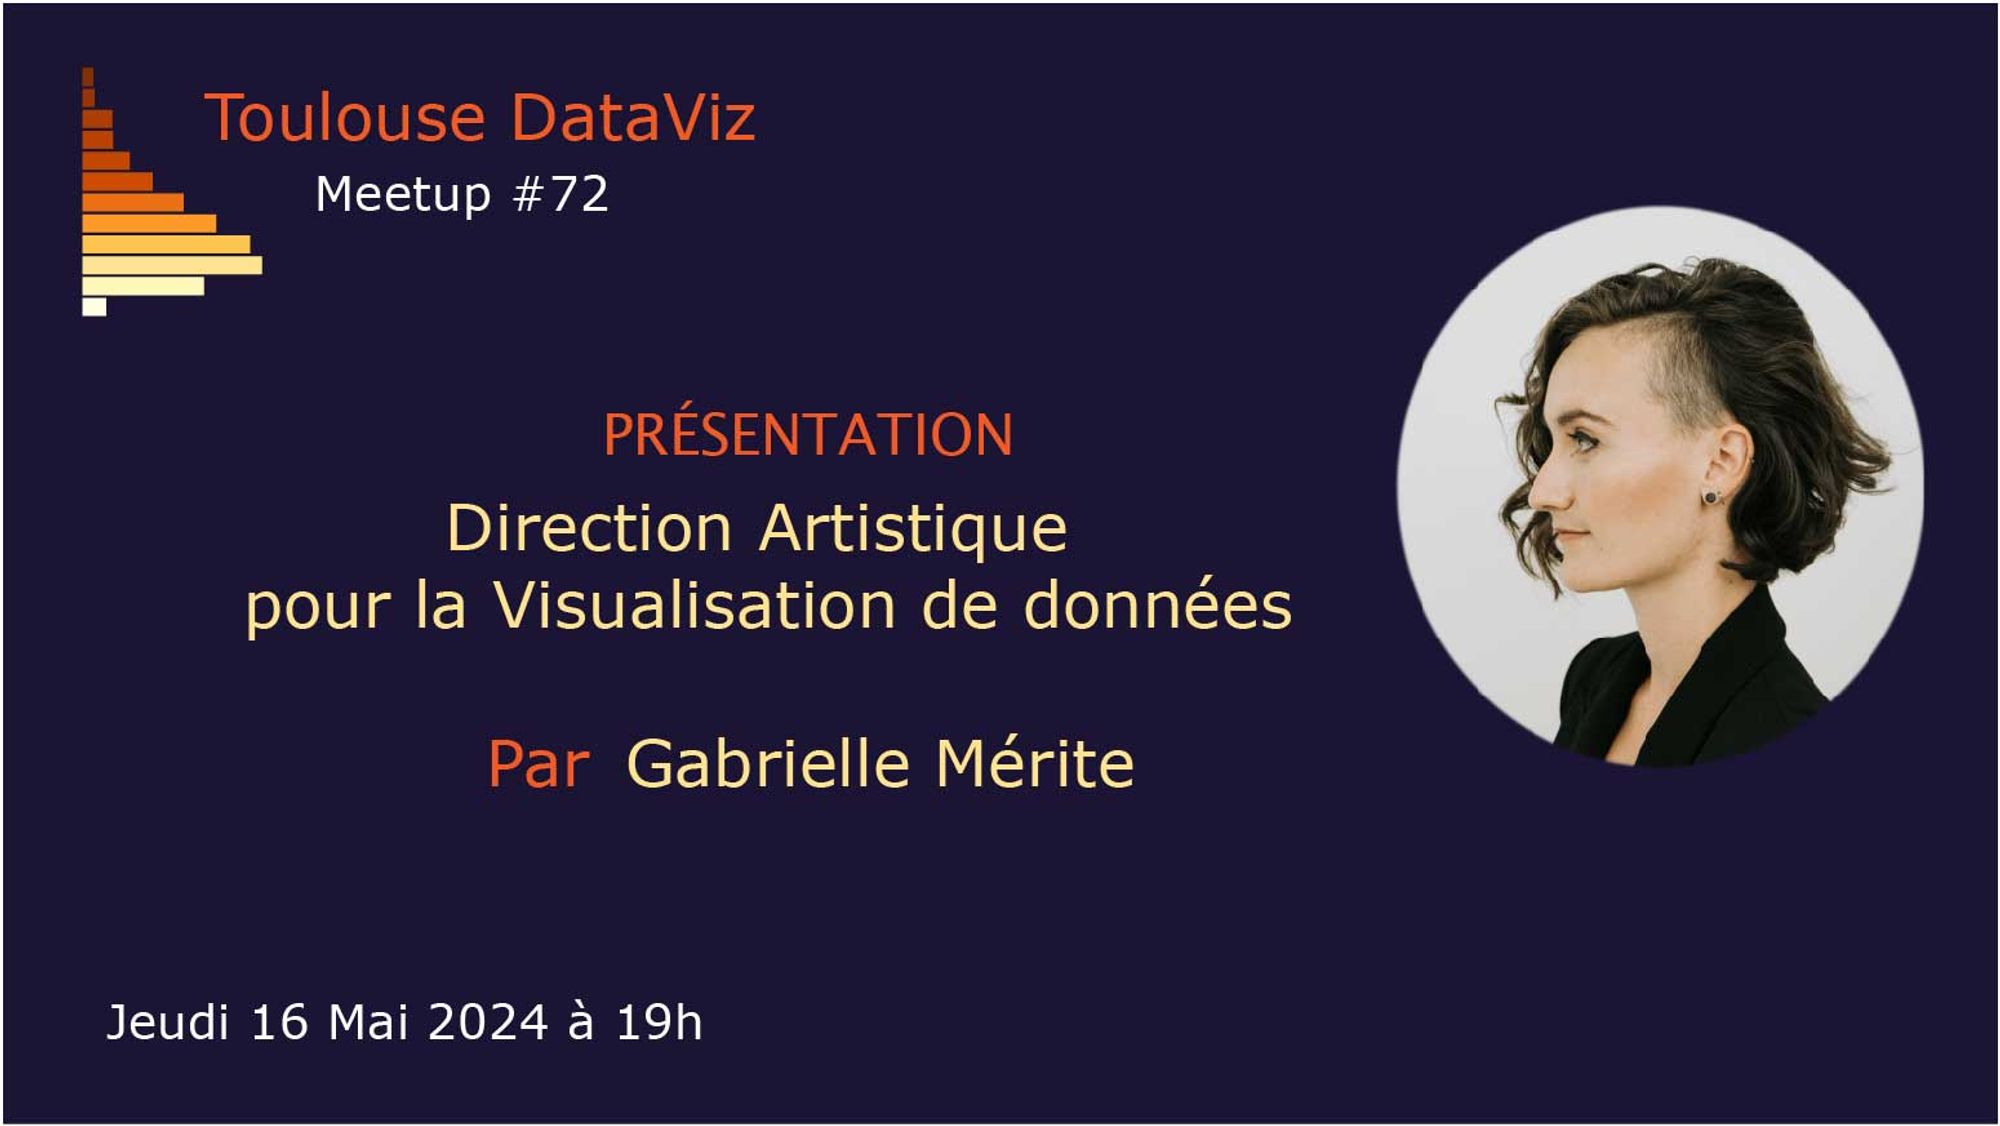 Toulouse DataViz
Meetup #72
PRÉSENTATION
Direction Artistique
pour la Visualisation de données
Par Gabrielle Mérite
Jeudi 16 Mai 2024 à 19h